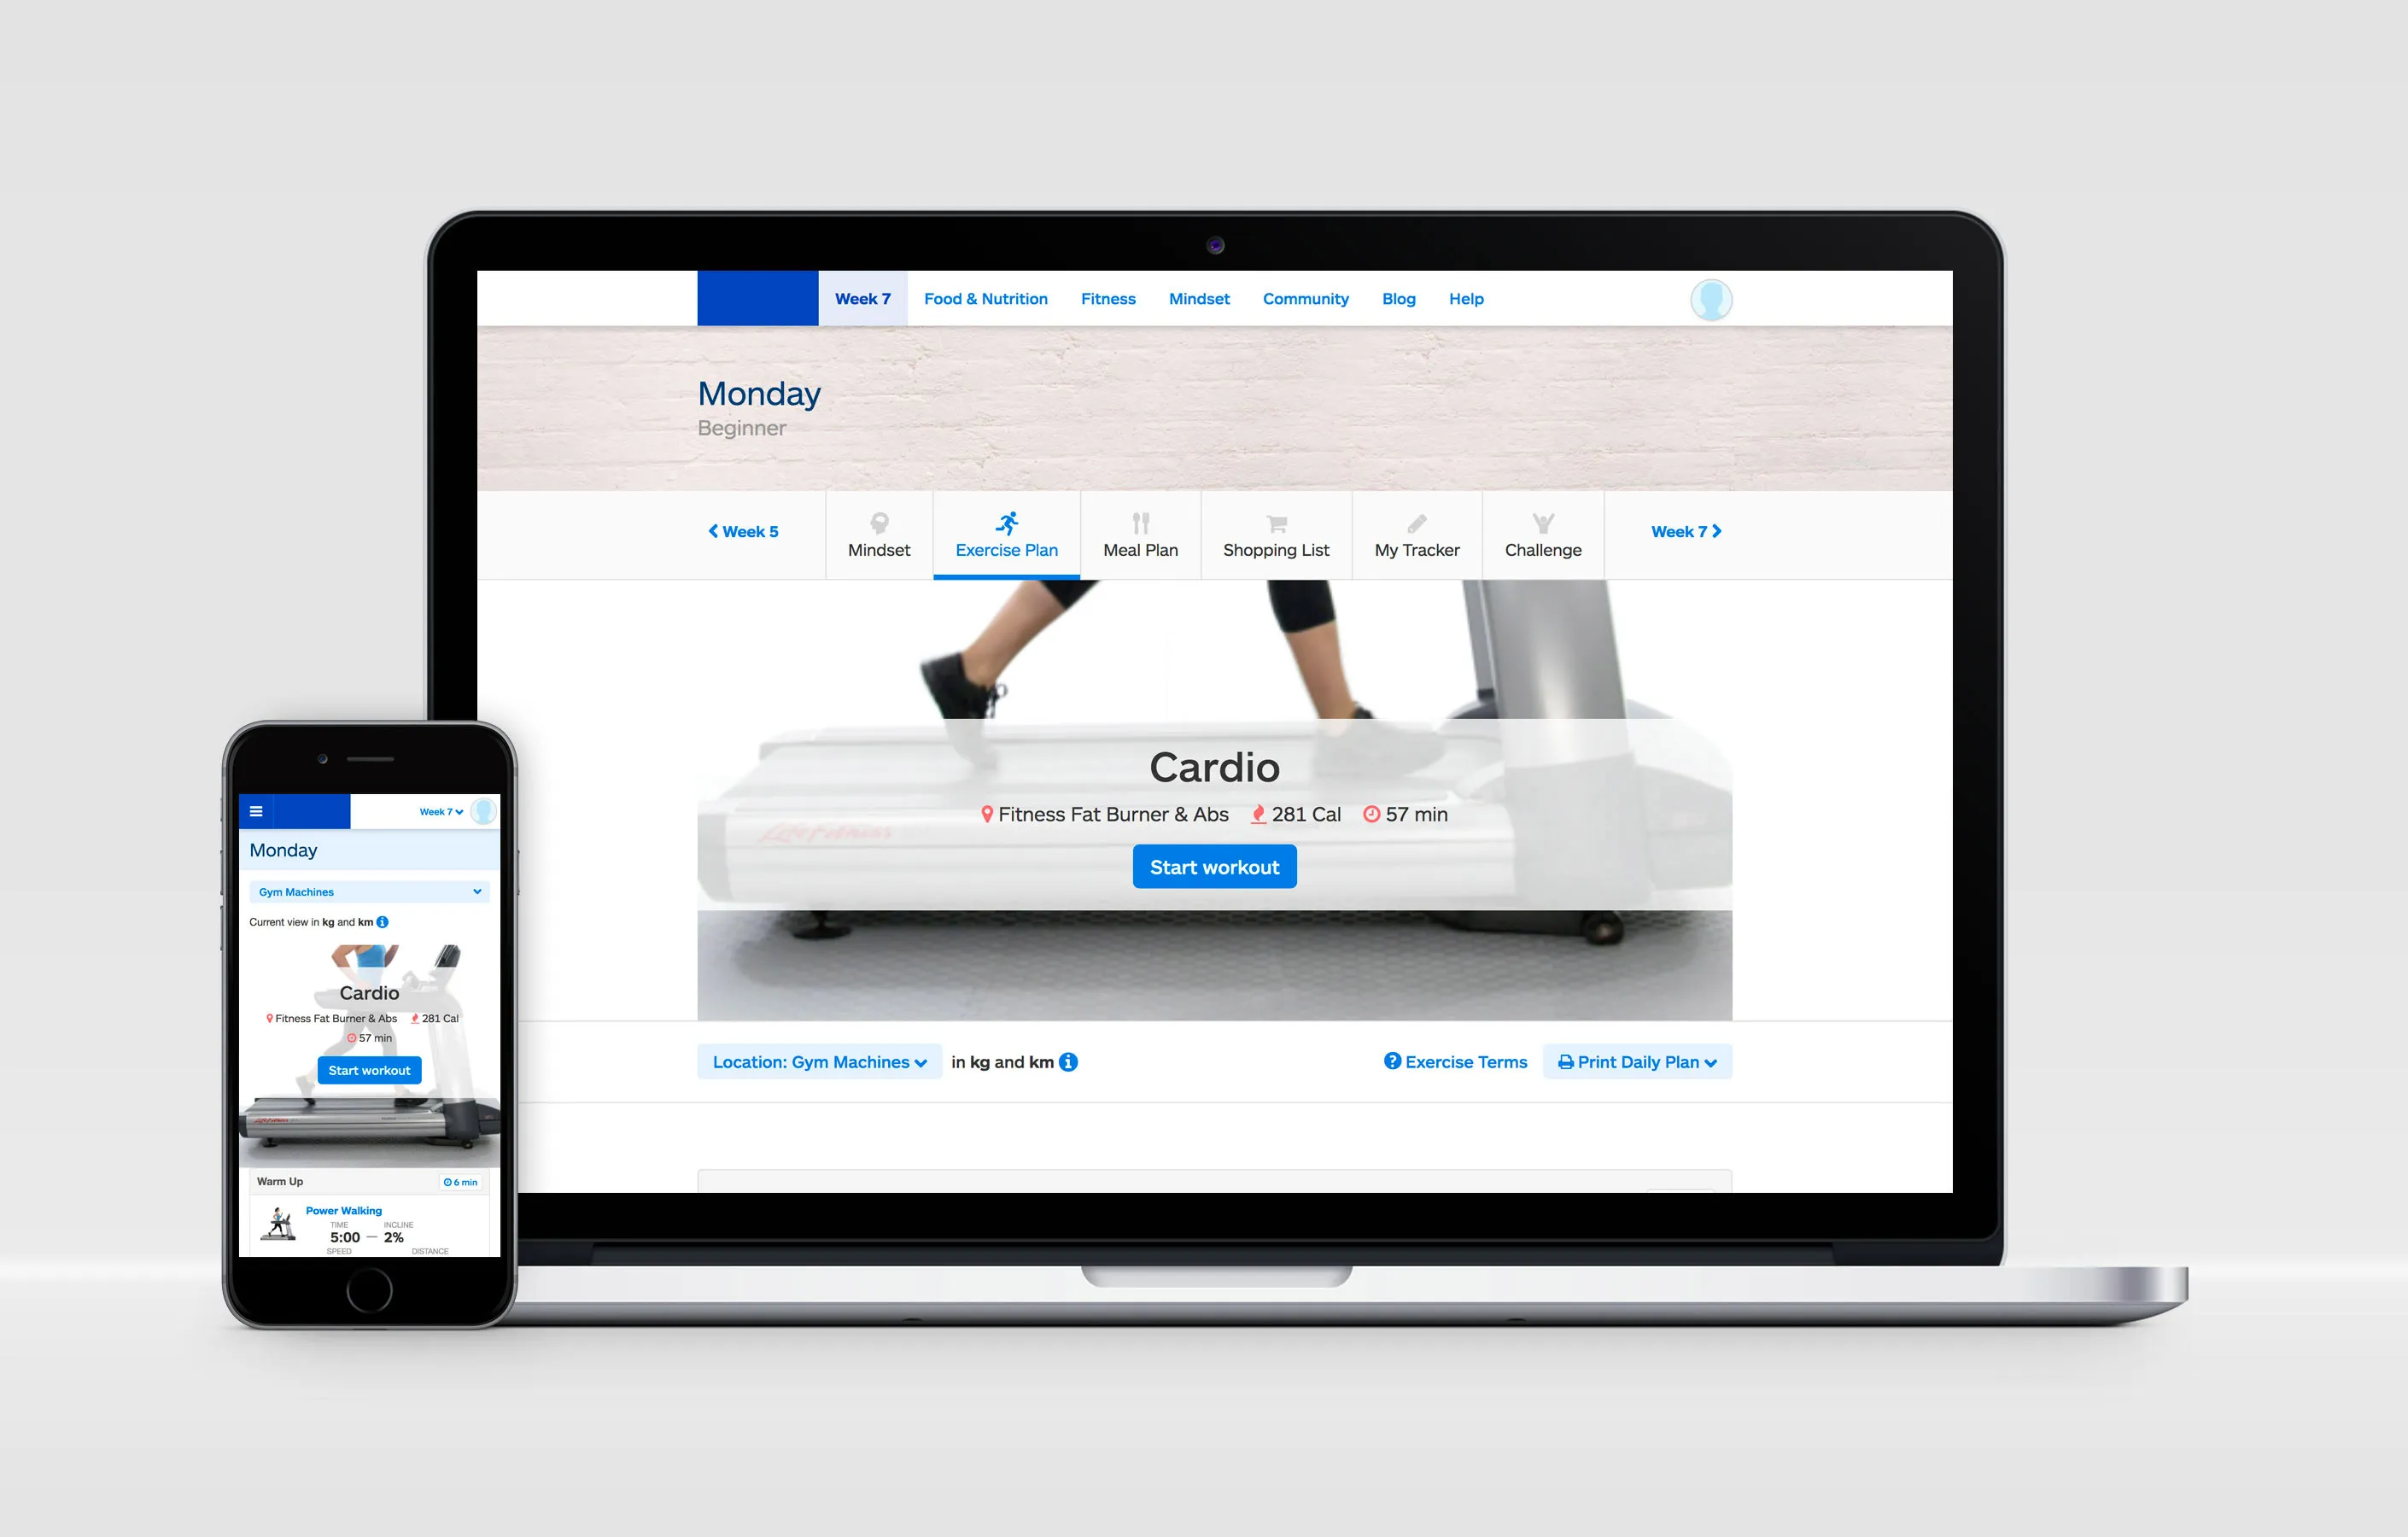 Week 7 Food & Nutrition Fitness Mindset Community Blog Help
Monday
Beginner
Week 5 Mindset Exercise Plan Meal Plan Shopping List My Tracker Challenge Week 7
Cardio
Fitness Fat Burner & Abs 281 Cal 57 min
Start workout
Location: Gym Machines in kg and km Exercise Terms Print Daily Plan
Week 7
Monday
Gym Machines
Current view in kg and km
Cardio
Fitness Fat Burner & Abs 281 Cal
57 min
Start workout
Life Fitness
Warm Up 6 min
Power Walking
TIME INCLINE
5:00 — 2%
SPEED DISTANCE